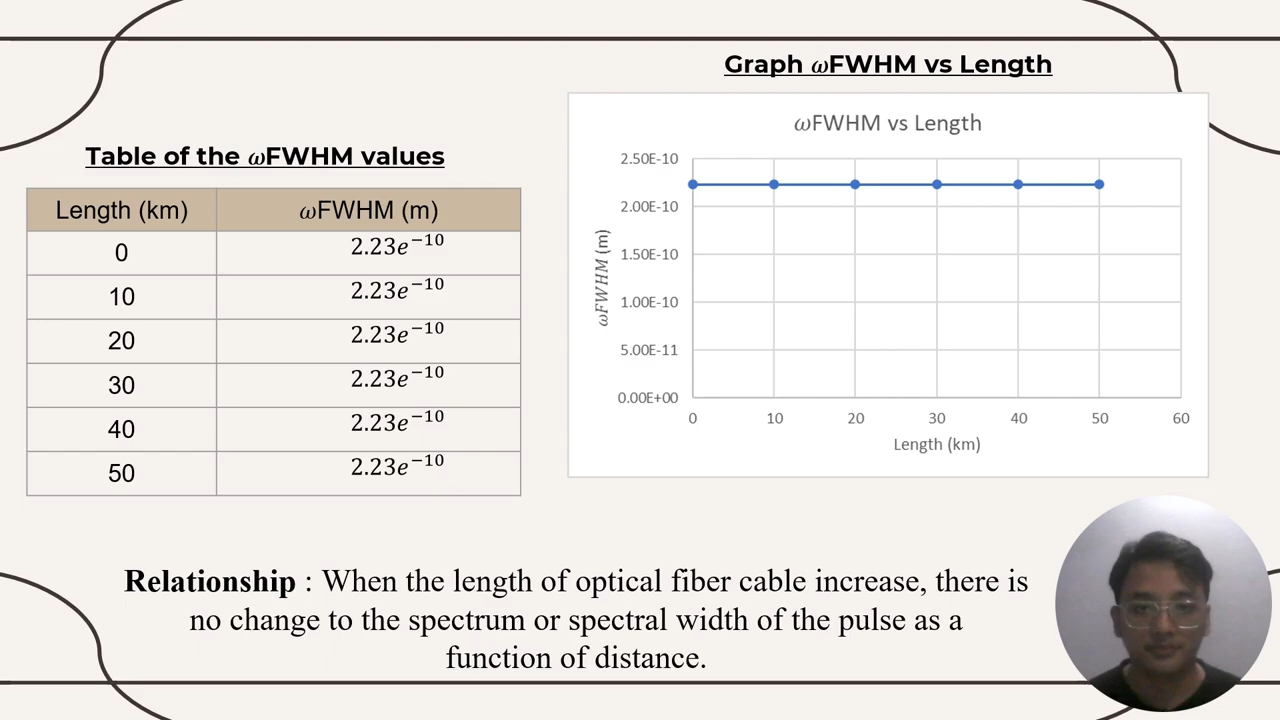 Graph ωFWHM vs Length
Table of the ωFWHM values
Length (km) ωFWHM (m)
0 2.23e⁻¹⁰
10 2.23e⁻¹⁰
20 2.23e⁻¹⁰
30 2.23e⁻¹⁰
40 2.23e⁻¹⁰
50 2.23e⁻¹⁰
ωFWHM vs Length
2.50E-10
2.00E-10
1.50E-10
1.00E-10
5.00E-11
0.00E+00
ωFWHM (m)
0 10 20 30 40 50 60
Length (km)
Relationship : When the length of optical fiber cable increase, there is
no change to the spectrum or spectral width of the pulse as a
function of distance.